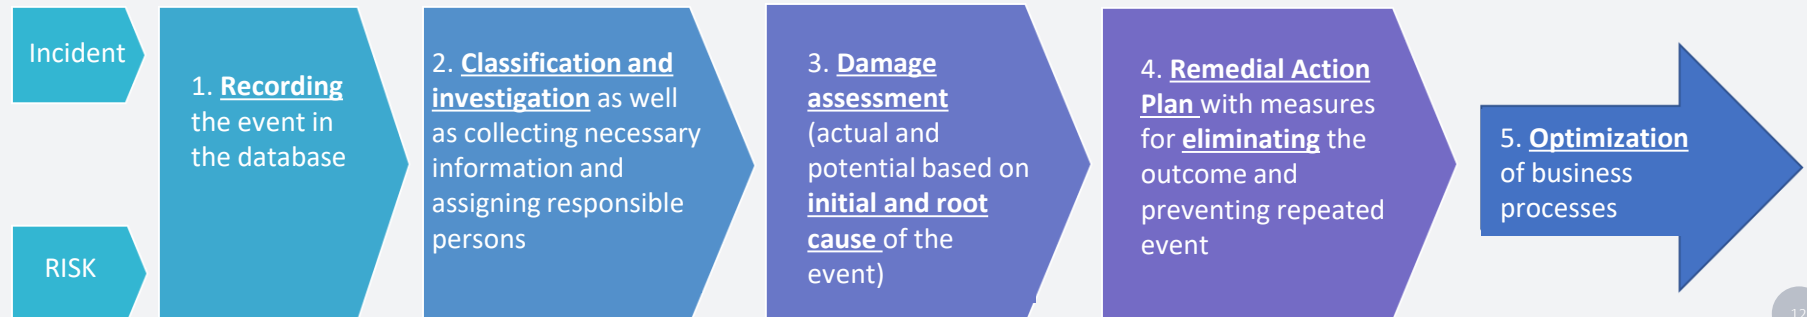 Incident
RISK
1. Recording
the event in
the database
2. Classification and
investigation as well
as collecting necessary
information and
assigning responsible
persons
3. Damage
assessment
(actual and
potential based on
initial and root
cause of the
event)
4. Remedial Action
Plan with measures
for eliminating the
outcome and
preventing repeated
event
5. Optimization
of business
processes
12